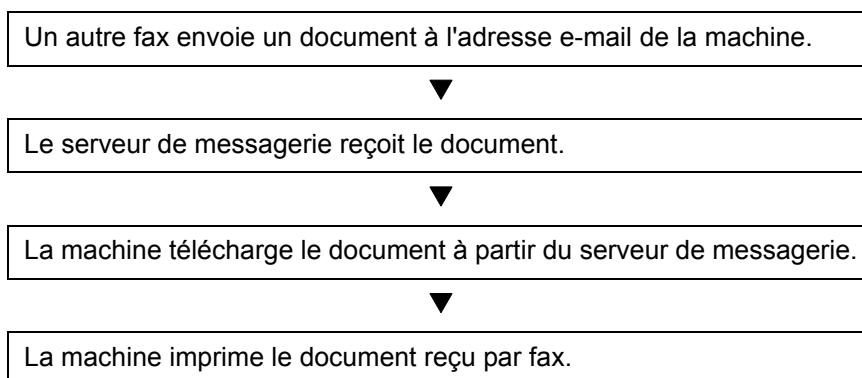 Un autre fax envoie un document à l'adresse e-mail de la machine.
Le serveur de messagerie reçoit le document.
La machine télécharge le document à partir du serveur de messagerie.
La machine imprime le document reçu par fax.